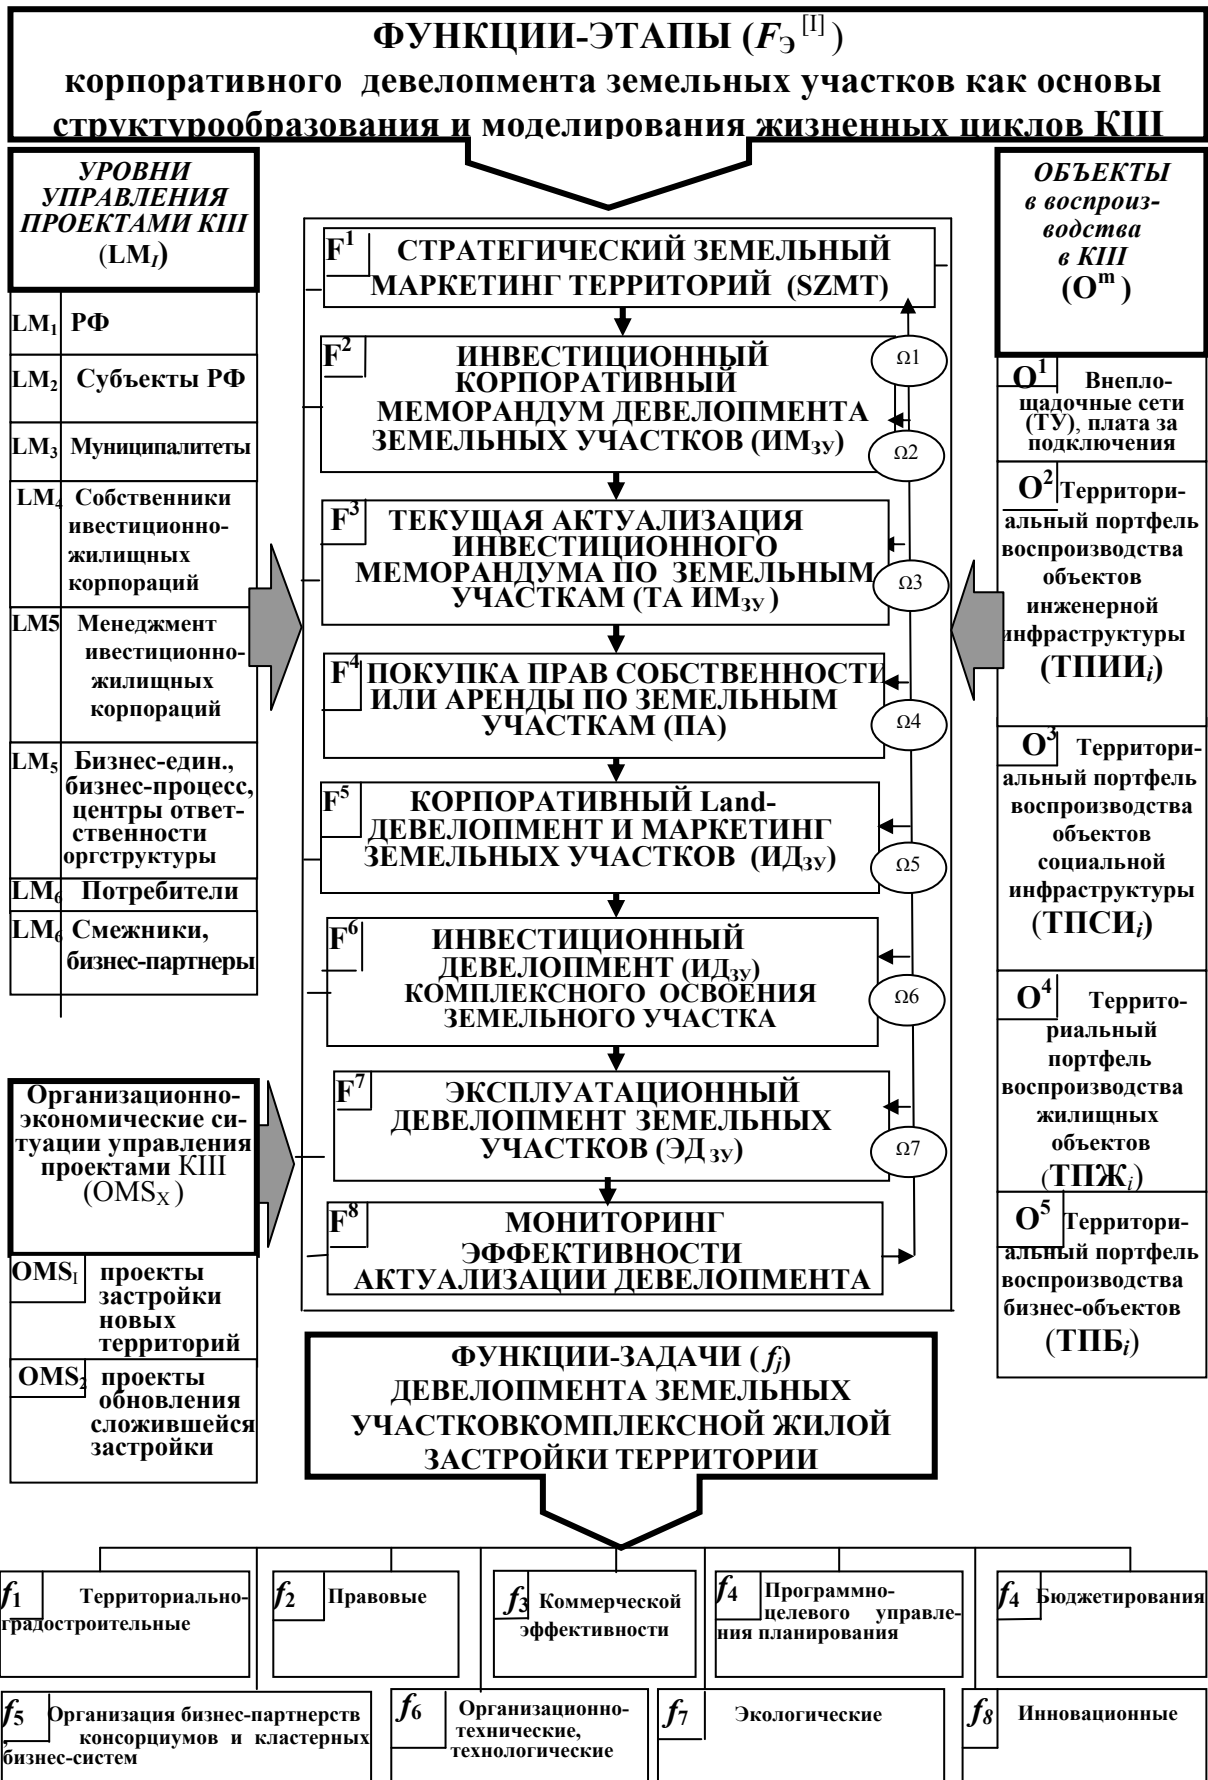 ФУНКЦИИ-ЭТАПЫ (FЭ [I] )
корпоративного девелопмента земельных участков как основы
структурообразования и моделирования жизненных циклов КПП
УРОВНИ
УПРАВЛЕНИЯ
ПРОЕКТАМИ КПП
(LMI)
LM1 РФ
LM2 Субъекты РФ
LM3 Муниципалитеты
LM4 Собственники
ивестиционно-
жилищных
корпораций
LM5 Менеджмент
ивестиционно-
жилищных
корпораций
LM5 Бизнес-един.,
бизнес-процесс,
центры ответ-
ственности
оргструктуры
LM6 Потребители
LM6 Смежники,
бизнес-партнеры
Организационно-
экономические си-
туации управления
проектами КПП
(OMSX )
OMSI проекты
застройки
новых
территорий
OMS2 проекты
обновления
сложившейся
застройки
F1 СТРАТЕГИЧЕСКИЙ ЗЕМЕЛЬНЫЙ
МАРКЕТИНГ ТЕРРИТОРИЙ (SZMT)
F2 ИНВЕСТИЦИОННЫЙ
КОРПОРАТИВНЫЙ
МЕМОРАНДУМ ДЕВЕЛОПМЕНТА
ЗЕМЕЛЬНЫХ УЧАСТКОВ (ИМЗУ)
F3 ТЕКУЩАЯ АКТУАЛИЗАЦИЯ
ИНВЕСТИЦИОННОГО
МЕМОРАНДУМА ПО ЗЕМЕЛЬНЫМ
УЧАСТКАМ (ТА ИМЗУ )
F4 ПОКУПКА ПРАВ СОБСТВЕННОСТИ
ИЛИ АРЕНДЫ ПО ЗЕМЕЛЬНЫМ
УЧАСТКАМ (ПА)
F5 КОРПОРАТИВНЫЙ Land-
ДЕВЕЛОПМЕНТ И МАРКЕТИНГ
ЗЕМЕЛЬНЫХ УЧАСТКОВ (ИДЗУ)
F6 ИНВЕСТИЦИОННЫЙ
ДЕВЕЛОПМЕНТ (ИДЗУ)
КОМПЛЕКСНОГО ОСВОЕНИЯ
ЗЕМЕЛЬНОГО УЧАСТКА
F7 ЭКСПЛУАТАЦИОННЫЙ
ДЕВЕЛОПМЕНТ ЗЕМЕЛЬНЫХ
УЧАСТКОВ (ЭД ЗУ)
F8 МОНИТОРИНГ
ЭФФЕКТИВНОСТИ
АКТУАЛИЗАЦИИ ДЕВЕЛОПМЕНТА
Ω1
Ω2
Ω3
Ω4
Ω5
Ω6
Ω7
ОБЪЕКТЫ
в воспроиз-
водства
в КПП
(Om )
O1 Внепло-
щадочные сети
(ТУ), плата за
подключения
O2 Территори-
альный портфель
воспроизводства
объектов
инженерной
инфраструктуры
(ТПИИi)
O3 Территори-
альный портфель
воспроизводства
объектов
социальной
инфраструктуры
(ТПСИi)
O4 Террито-
риальный
портфель
воспроизводства
жилищных
объектов
(ТПЖi)
O5 Территори-
альный портфель
воспроизводства
бизнес-объектов
(ТПБi)
ФУНКЦИИ-ЗАДАЧИ ( fj)
ДЕВЕЛОПМЕНТА ЗЕМЕЛЬНЫХ
УЧАСТКОВКОМПЛЕКСНОЙ ЖИЛОЙ
ЗАСТРОЙКИ ТЕРРИТОРИИ
f1 Территориально-
градостроительные
f2 Правовые
f3 Коммерческой
эффективности
f4 Программно-
целевого управле-
ния планирования
f4 Бюджетирования
f5 Организация бизнес-партнерств
, консорциумов и кластерных
бизнес-систем
f6 Организационно-
технические,
технологические
f7 Экологические
f8 Инновационные